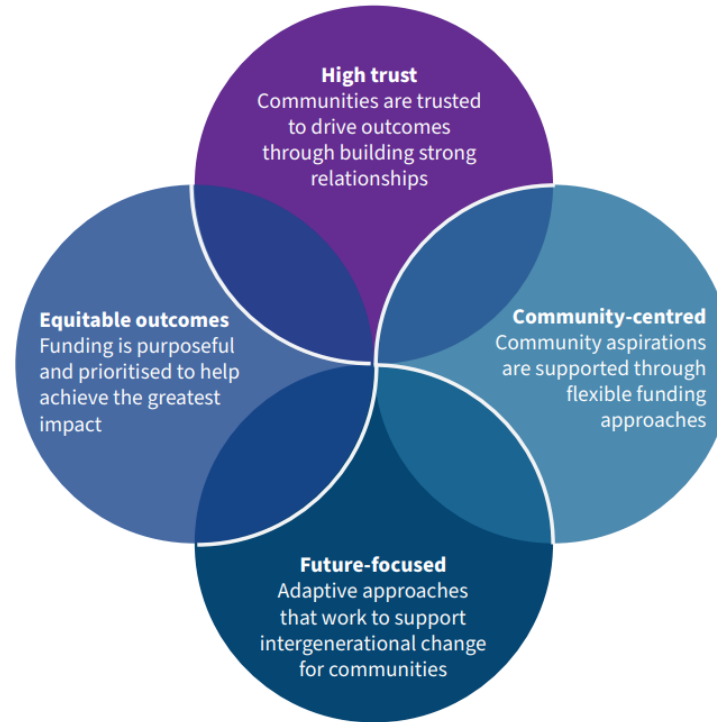 High trust
Communities are trusted
to drive outcomes
through building strong
relationships
Equitable outcomes
Funding is purposeful
and prioritised to help
achieve the greatest
impact
Community-centred
Community aspirations
are supported through
flexible funding
approaches
Future-focused
Adaptive approaches
that work to support
intergenerational change
for communities